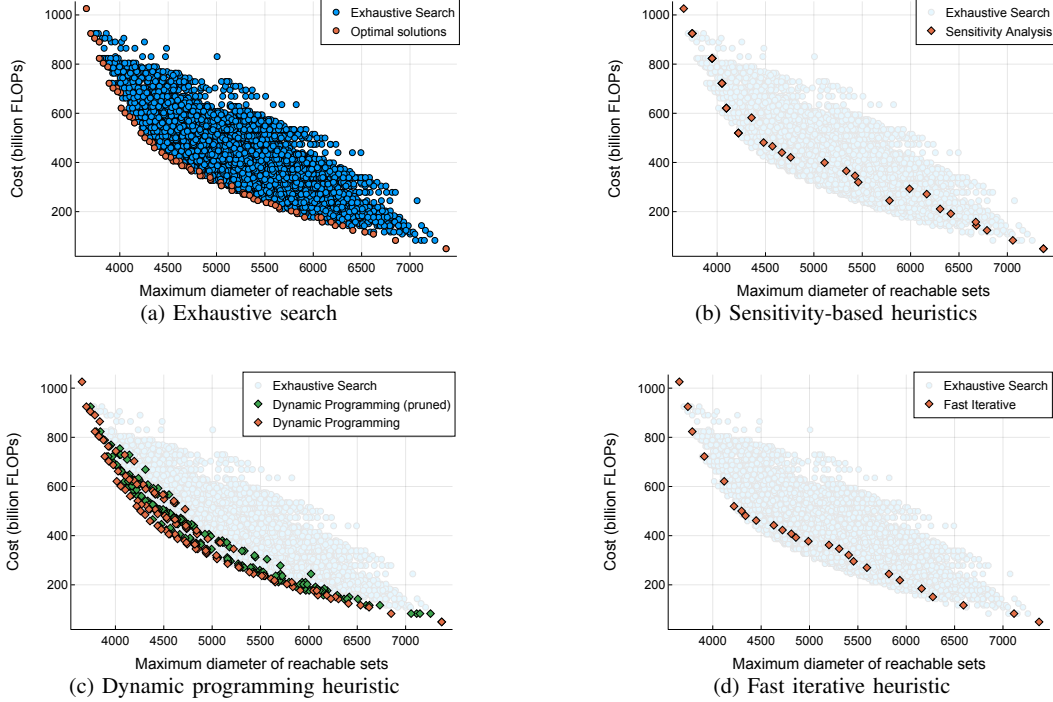 1000
800
600
400
200
Cost (billion FLOPs)
Exhaustive Search
Optimal solutions
4000 4500 5000 5500 6000 6500 7000
Maximum diameter of reachable sets
(a) Exhaustive search
1000
800
600
400
200
Cost (billion FLOPs)
Exhaustive Search
Sensitivity Analysis
4000 4500 5000 5500 6000 6500 7000
Maximum diameter of reachable sets
(b) Sensitivity-based heuristics
1000
800
600
400
200
Cost (billion FLOPs)
Exhaustive Search
Dynamic Programming (pruned)
Dynamic Programming
4000 4500 5000 5500 6000 6500 7000
Maximum diameter of reachable sets
(c) Dynamic programming heuristic
1000
800
600
400
200
Cost (billion FLOPs)
Exhaustive Search
Fast Iterative
4000 4500 5000 5500 6000 6500 7000
Maximum diameter of reachable sets
(d) Fast iterative heuristic